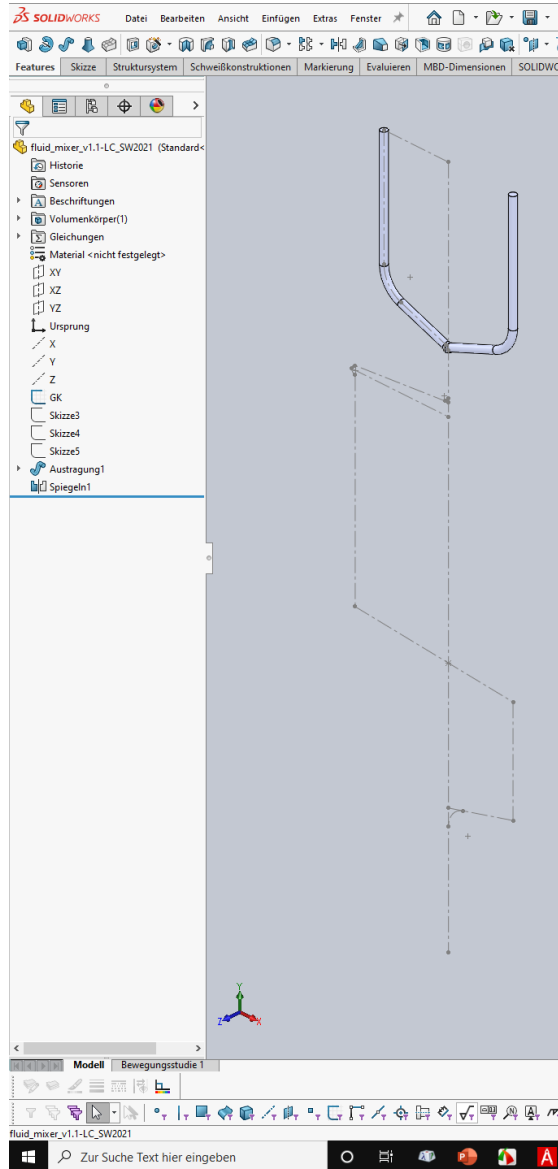 SOLIDWORKS Datei Bearbeiten Ansicht Einfügen Extras Fenster
Features Skizze Struktursystem Schweißkonstruktionen Markierung Evaluieren MBD-Dimensionen SOLIDWO
fluid_mixer_v1.1-LC_SW2021 (Standard<
Historie
Sensoren
Beschriftungen
Volumenkörper(1)
Gleichungen
Material <nicht festgelegt>
XY
XZ
YZ
Ursprung
X
Y
Z
GK
Skizze3
Skizze4
Skizze5
Austragung1
Spiegeln1
Y
Z X
Modell Bewegungsstudie 1
fluid_mixer_v1.1-LC_SW2021
Zur Suche Text hier eingeben